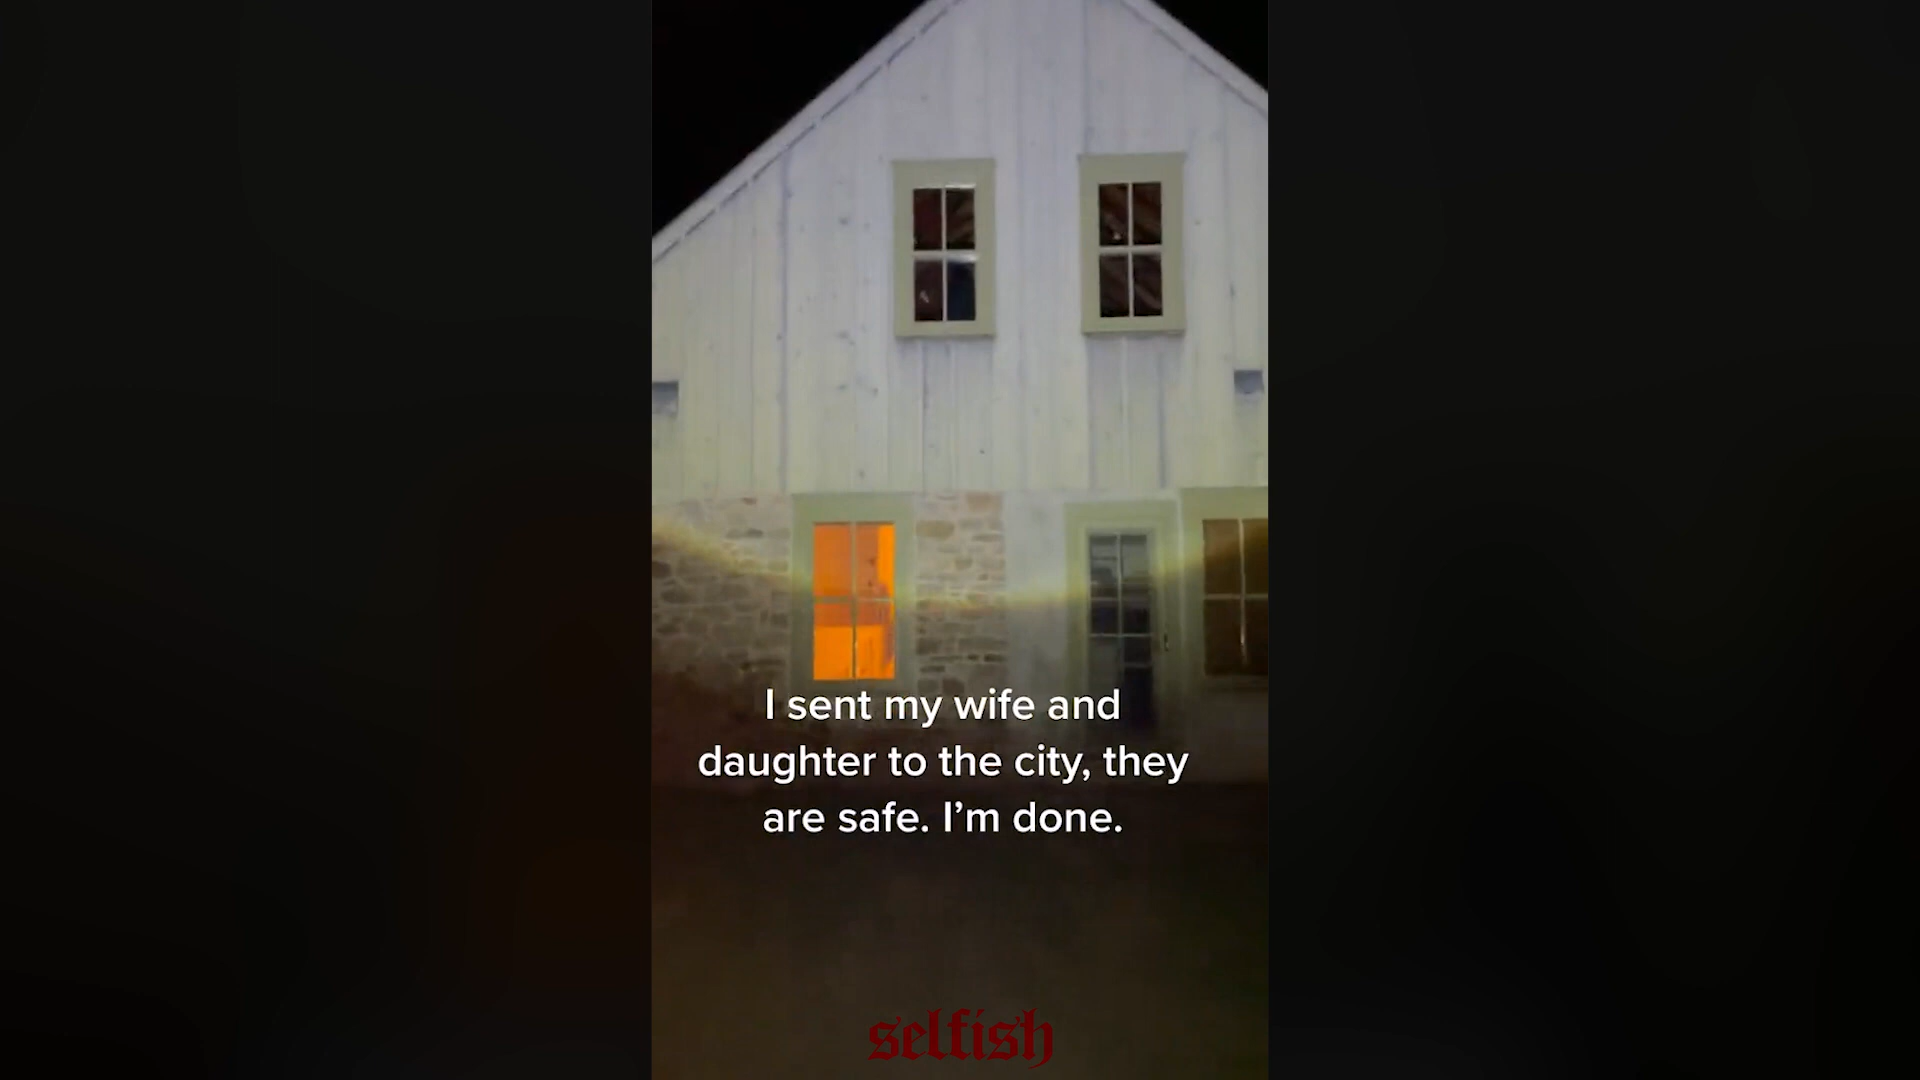 I sent my wife and
daughter to the city, they
are safe. I’m done.
selfish